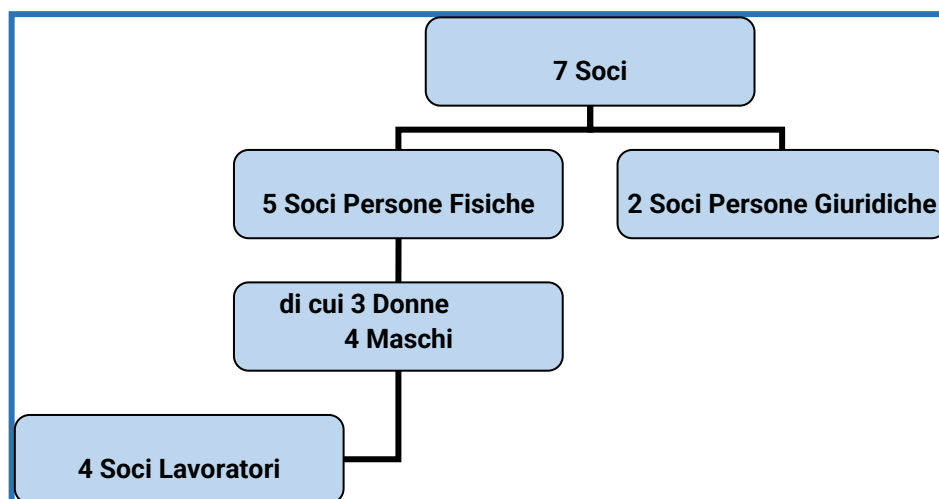 7 Soci
5 Soci Persone Fisiche
2 Soci Persone Giuridiche
di cui 3 Donne
4 Maschi
4 Soci Lavoratori